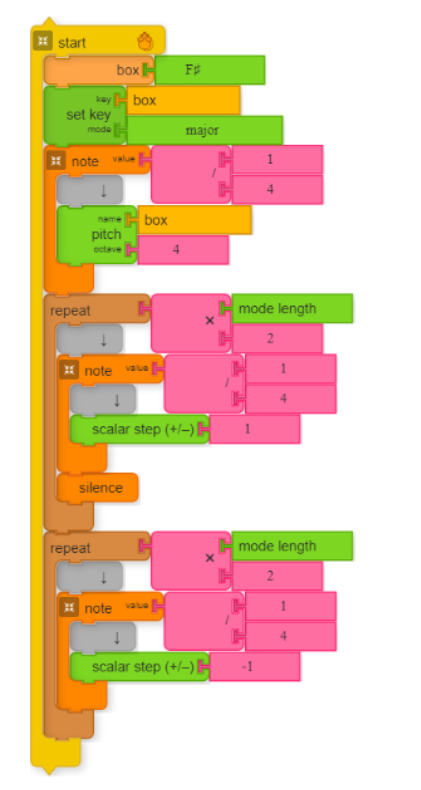 start
box F♯
key box
set key
mode major
note value 1
/
4
↓
name box
pitch
octave 4
repeat mode length
×
2
↓
note value 1
/
4
↓
scalar step (+/–) 1
silence
repeat mode length
×
2
↓
note value 1
/
4
↓
scalar step (+/–) -1